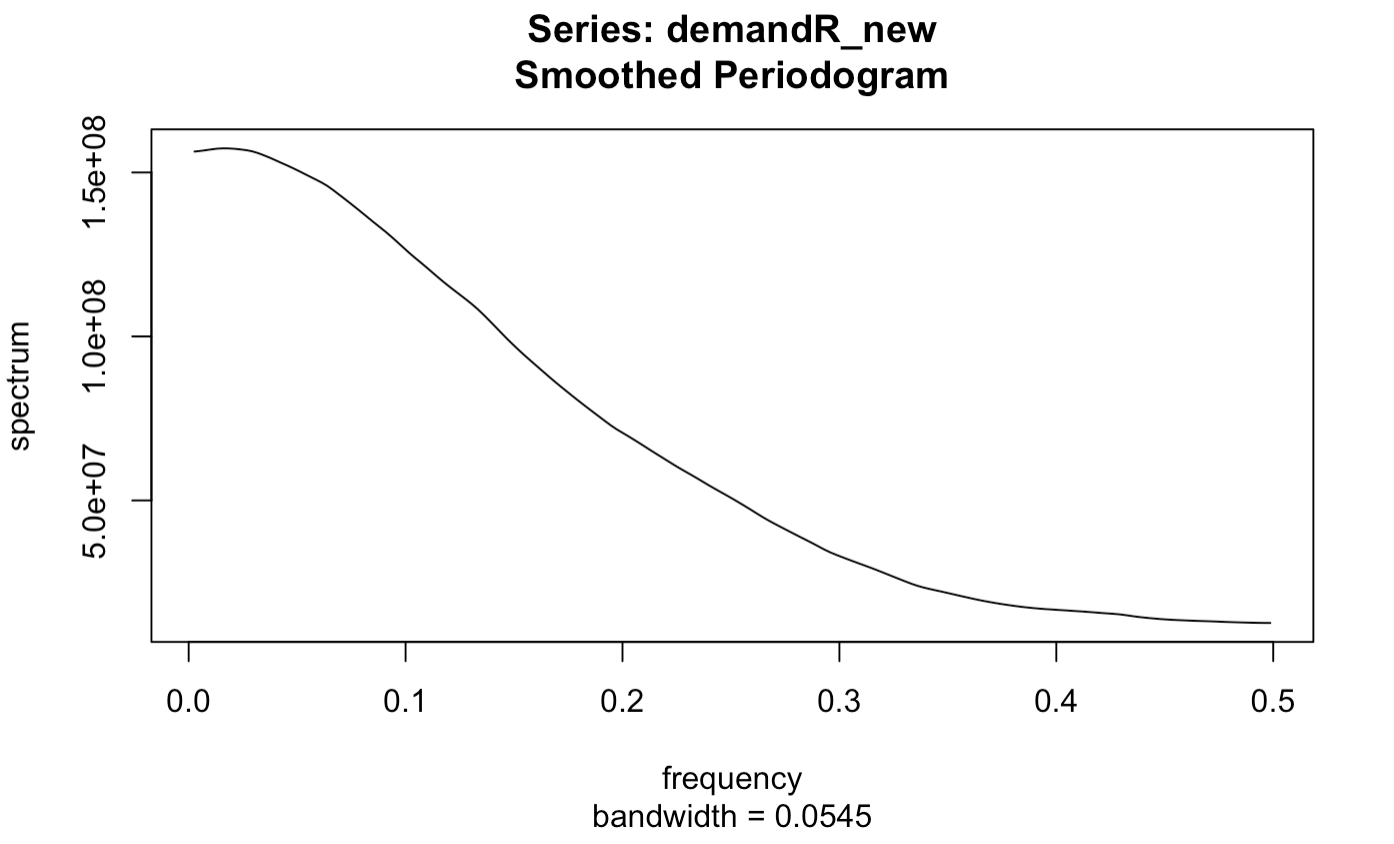 Series: demandR_new
Smoothed Periodogram
spectrum
1.5e+08
1.0e+08
5.0e+07
0.0 0.1 0.2 0.3 0.4 0.5
frequency
bandwidth = 0.0545